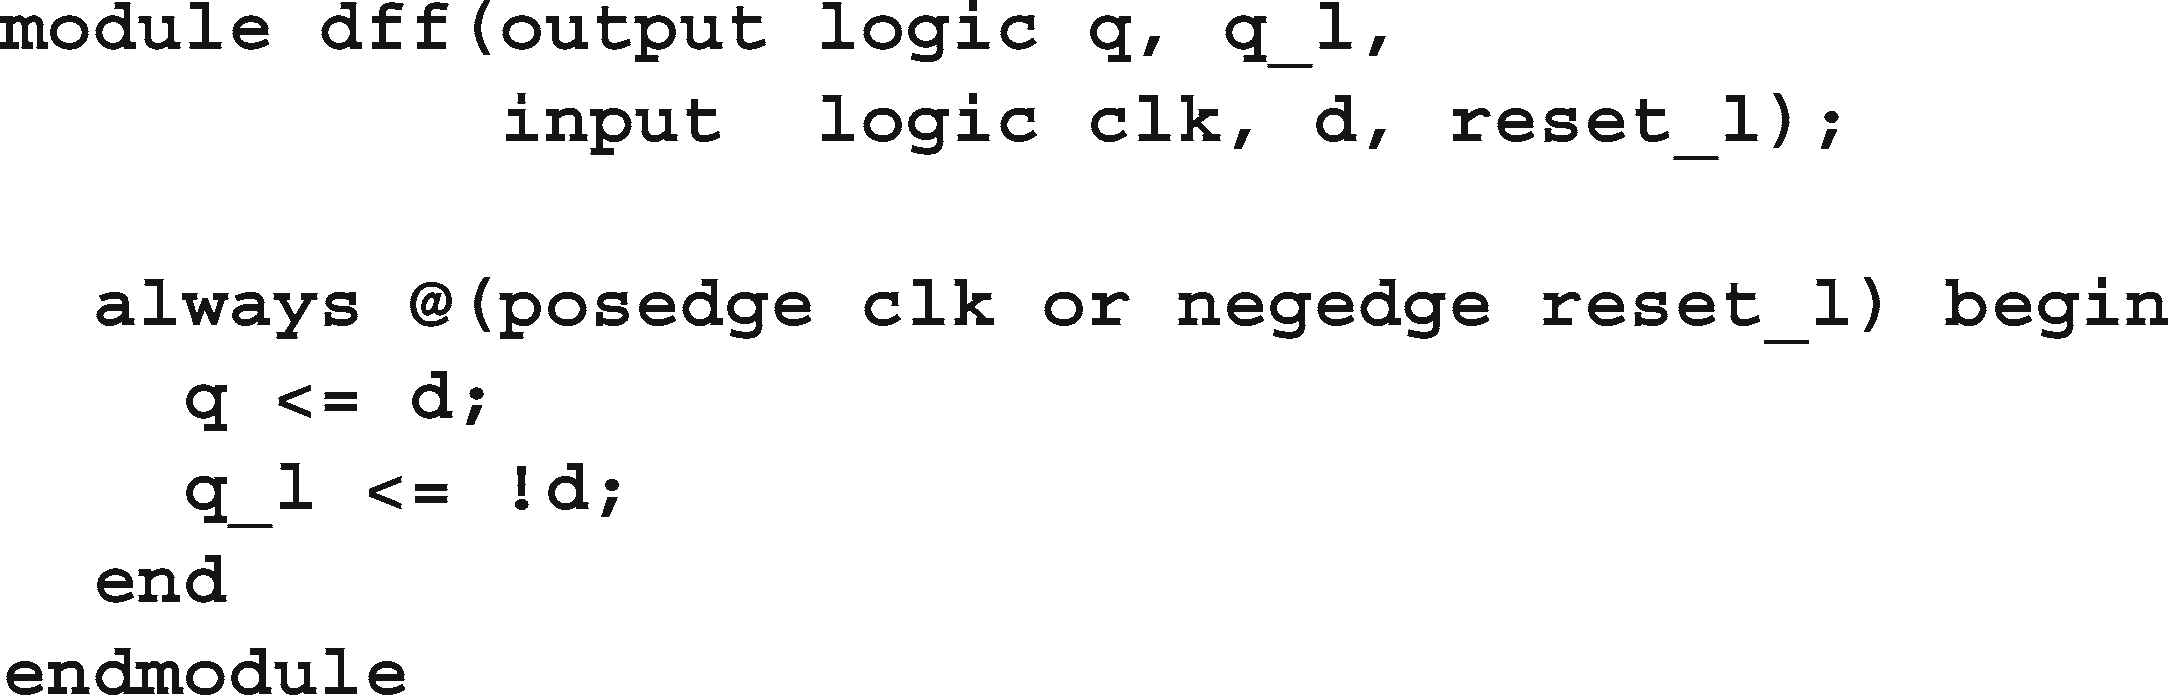 module dff(output logic q, q_l,
           input  logic clk, d, reset_l);

  always @(posedge clk or negedge reset_l) begin
    q <= d;
    q_l <= !d;
  end
endmodule